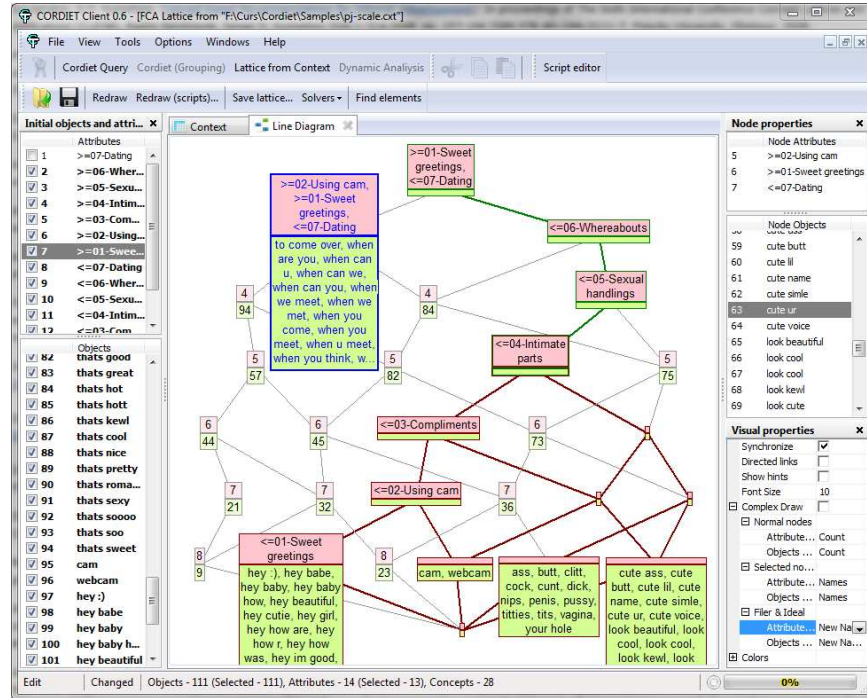 CORDIET Client 0.6 - [FCA Lattice from "F:\Curs\Cordiet\Samples\pj-scale.cxt"]
File View Tools Options Windows Help
Cordiet Query Cordiet (Grouping) Lattice from Context Dynamic Analyisis Script editor
Redraw Redraw (scripts)... Save lattice... Solvers Find elements
Initial objects and attri...
Attributes
1 >=07-Dating
2 >=06-Wher...
3 >=05-Sexu...
4 >=04-Intim...
5 >=03-Com...
6 >=02-Using...
7 >=01-Swee...
8 <=07-Dating
9 <=06-Wher...
10 <=05-Sexu...
11 <=04-Intim...
12 <=03-Com
Objects
82 thats good
83 thats great
84 thats hot
85 thats hott
86 thats kewl
87 thats cool
88 thats nice
89 thats pretty
90 thats roma...
91 thats sexy
92 thats soooo
93 thats soo
94 thats sweet
95 cam
96 webcam
97 hey :)
98 hey babe
99 hey baby
100 hey baby h...
101 hey beautiful
Context
Line Diagram
>=01-Sweet
greetings,
<=07-Dating
>=02-Using cam,
>=01-Sweet
greetings,
<=07-Dating
to come over, when
are you, when can
u, when can we,
when can you, when
we meet, when we
met, when you
come, when you
meet, when u meet,
when you think, w...
<=06-Whereabouts
<=05-Sexual
handlings
4
94
4
84
<=04-Intimate
parts
5
57
5
82
5
75
<=03-Compliments
6
44
6
45
6
73
<=02-Using cam
7
21
7
32
7
36
<=01-Sweet
greetings
hey :), hey babe,
hey baby, hey baby
how, hey beautiful,
hey cutie, hey girl,
hey how are, hey
how r, hey how
was, hey im good,
8
9
8
23
cam, webcam
ass, butt, clitt,
cock, cunt, dick,
nips, penis, pussy,
titties, tits, vagina,
your hole
cute ass, cute
butt, cute lil, cute
name, cute simle,
cute ur, cute voice,
look beautiful, look
cool, look cool,
look kewl, look
Node properties
Node Attributes
5 >=02-Using cam
6 >=01-Sweet greetings
7 <=07-Dating
Node Objects
59 cute butt
60 cute lil
61 cute name
62 cute simle
63 cute ur
64 cute voice
65 look beautiful
66 look cool
67 look cool
68 look kewl
69 look cute
Visual properties
Synchronize
Directed links
Show hints
Font Size 10
Complex Draw
Normal nodes
Attribute... Count
Objects ... Count
Selected no...
Attribute... Names
Objects ... Names
Filer & Ideal
Attribute... New Na
Objects ... New Na...
Colors
Edit Changed Objects - 111 (Selected - 111), Attributes - 14 (Selected - 13), Concepts - 28 0%